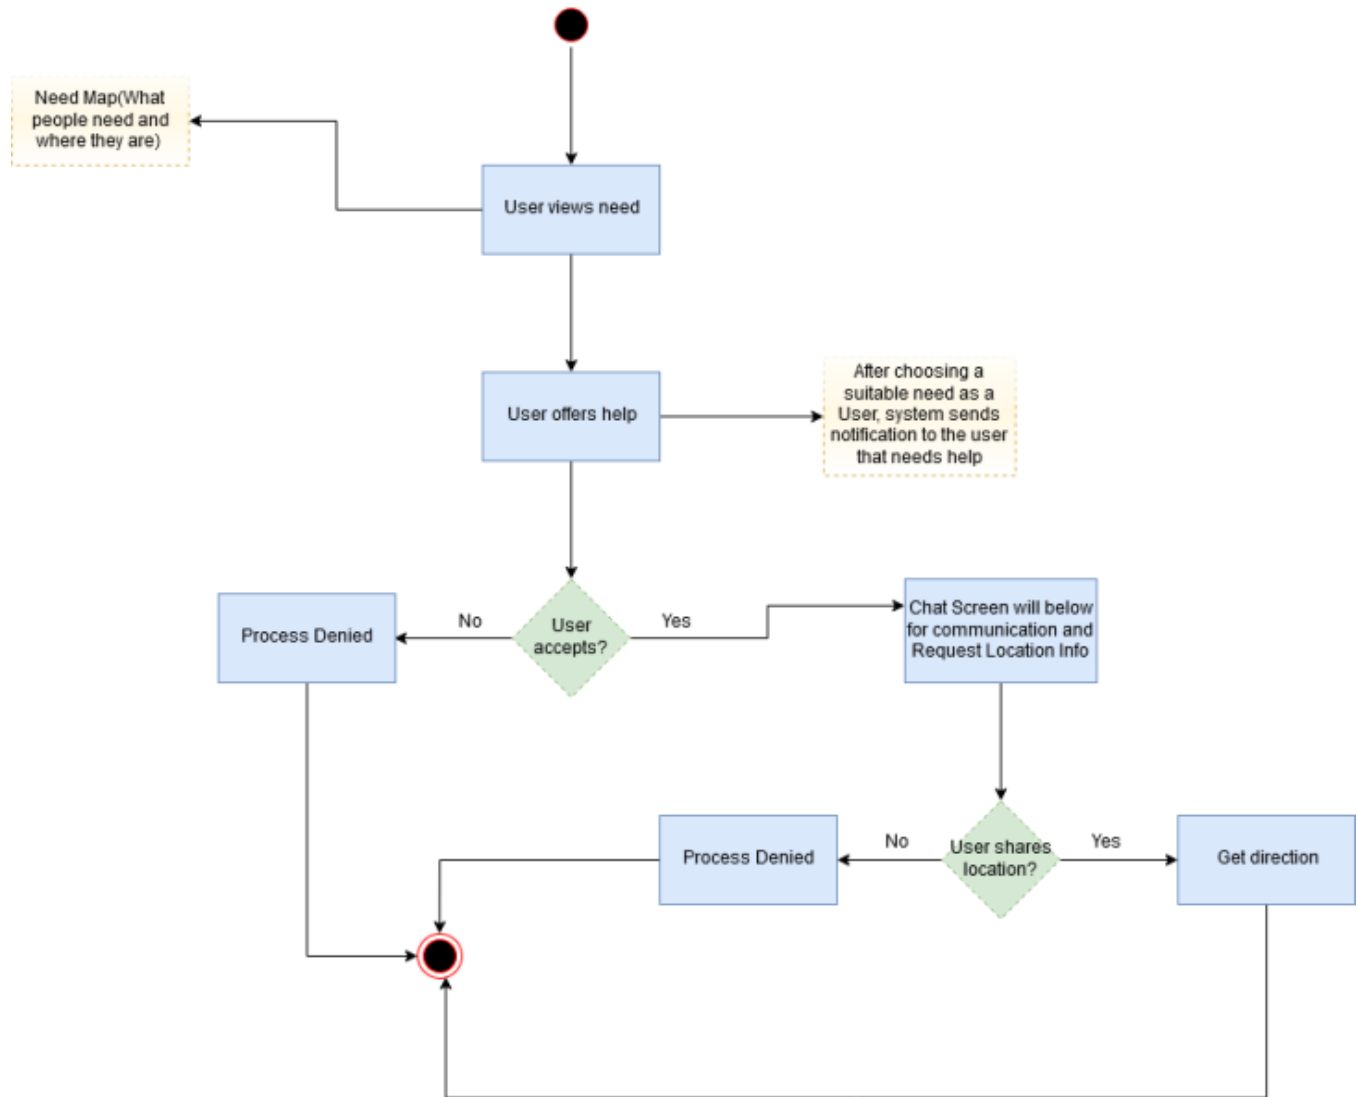 Need Map(What
people need and
where they are)
User views need
User offers help
After choosing a
suitable need as a
User, system sends
notification to the user
that needs help
Process Denied
No
User
accepts?
Yes
Chat Screen will below
for communication and
Request Location Info
Process Denied
No
User shares
location?
Yes
Get direction